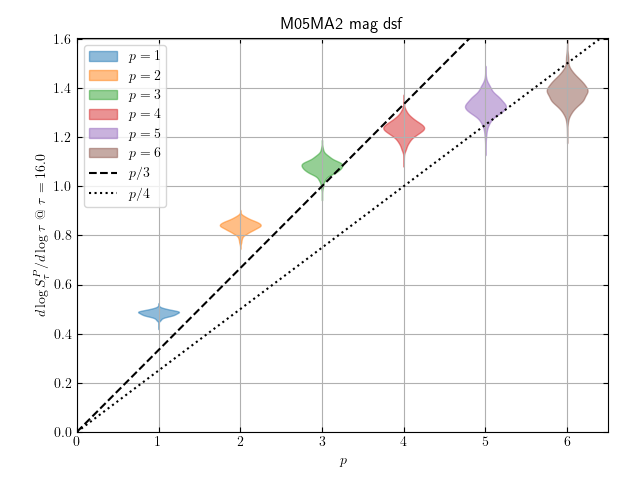 M05MA2 mag dsf
1.6
1.4
1.2
1.0
0.8
0.6
0.4
0.2
0.0
d log S_τ^P / d log τ @ τ = 16.0
p = 1
p = 2
p = 3
p = 4
p = 5
p = 6
p/3
p/4
0 1 2 3 4 5 6
p